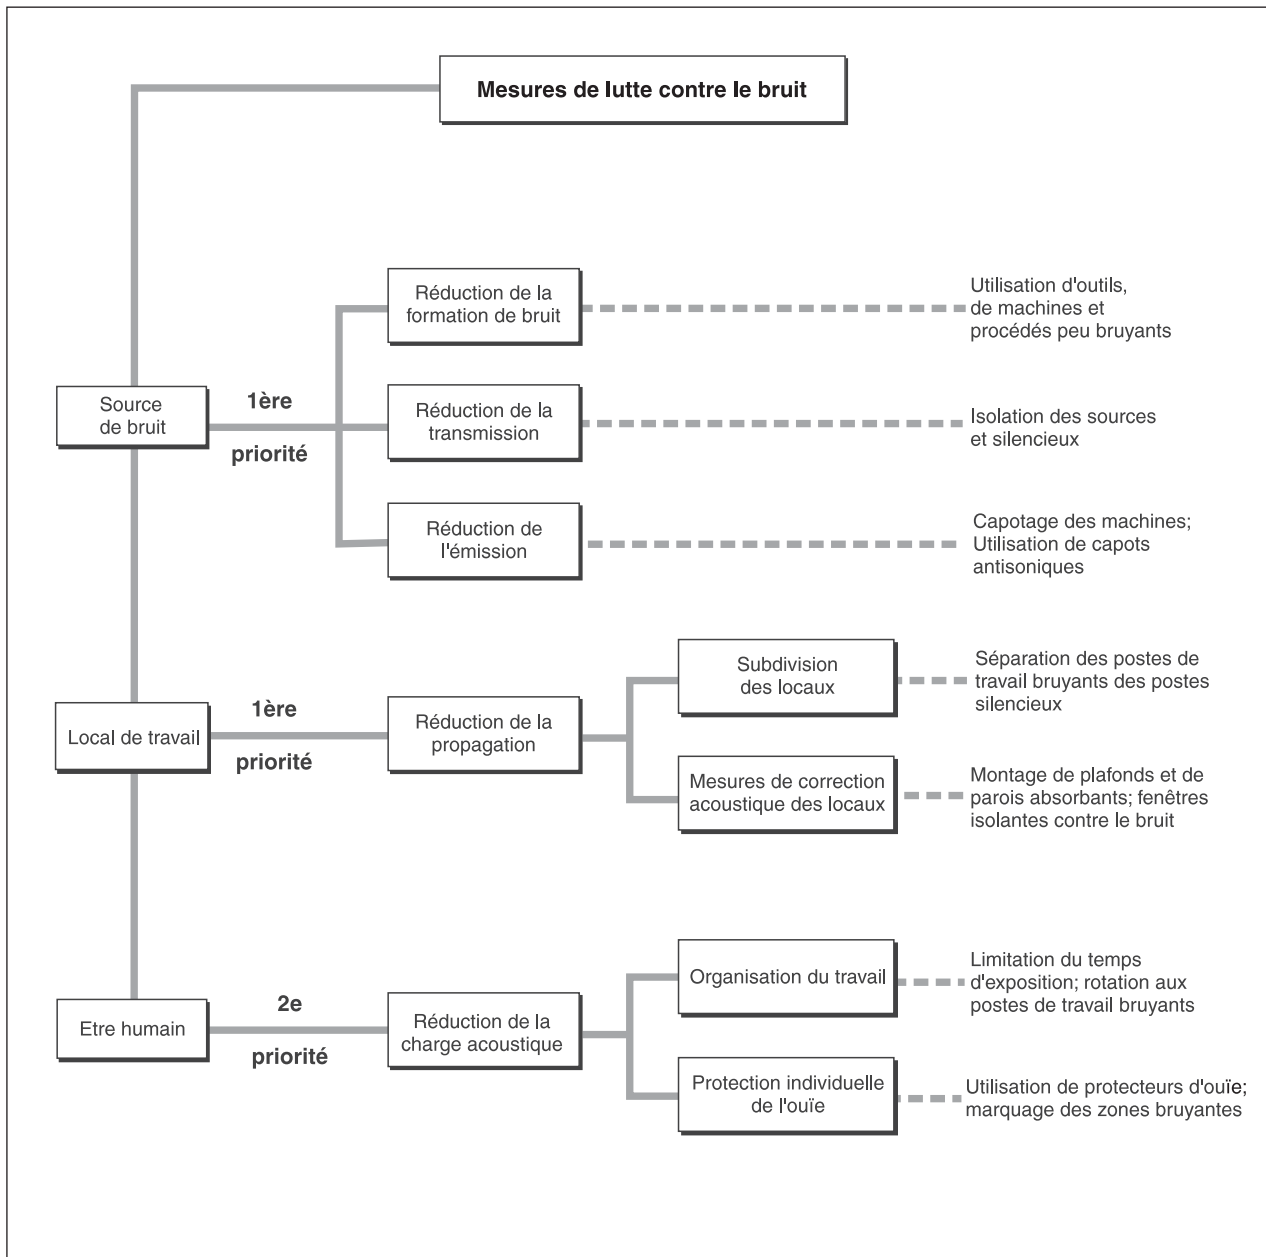 Mesures de lutte contre le bruit
Réduction de la
formation de bruit
Utilisation d'outils,
de machines et
procédés peu bruyants
Source
de bruit
1ère
priorité
Réduction de la
transmission
Isolation des sources
et silencieux
Réduction de
l'émission
Capotage des machines;
Utilisation de capots
antisoniques
Local de travail
1ère
priorité
Réduction de la
propagation
Subdivision
des locaux
Séparation des postes de
travail bruyants des postes
silencieux
Mesures de correction
acoustique des locaux
Montage de plafonds et de
parois absorbants; fenêtres
isolantes contre le bruit
Etre humain
2e
priorité
Réduction de la
charge acoustique
Organisation du travail
Limitation du temps
d'exposition; rotation aux
postes de travail bruyants
Protection individuelle
de l'ouïe
Utilisation de protecteurs d'ouïe;
marquage des zones bruyantes